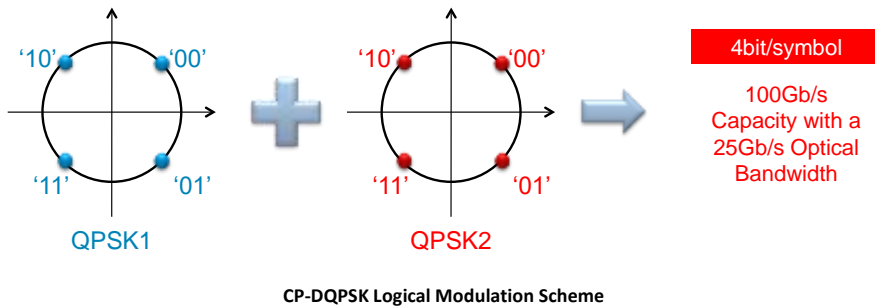 ‘10’ ‘00’ ‘10’ ‘00’ 4bit/symbol
100Gb/s
Capacity with a
25Gb/s Optical
Bandwidth
‘11’ ‘01’ ‘11’ ‘01’
QPSK1 QPSK2
CP-DQPSK Logical Modulation Scheme